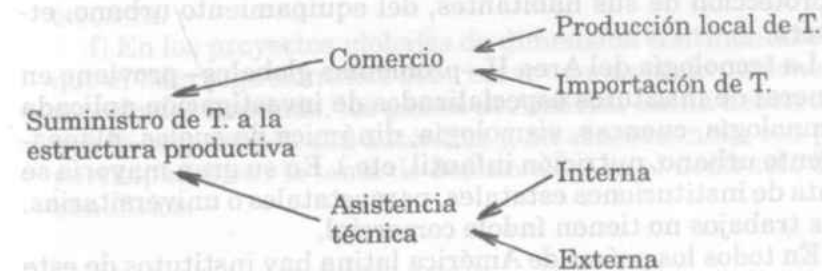 Producción local de T.
Comercio
Importación de T.
Suministro de T. a la
estructura productiva
Interna
Asistencia
técnica
Externa